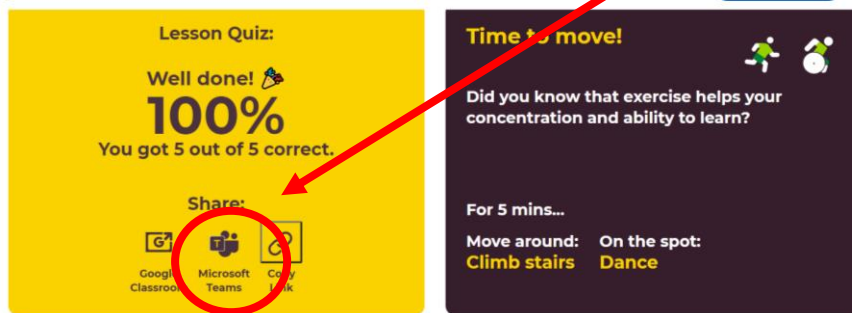 Lesson Quiz:
Well done!
100%
You got 5 out of 5 correct.
Share:
Google Classroom
Microsoft Teams
Copy Link
Time to move!
Did you know that exercise helps your
concentration and ability to learn?
For 5 mins...
Move around: On the spot:
Climb stairs Dance